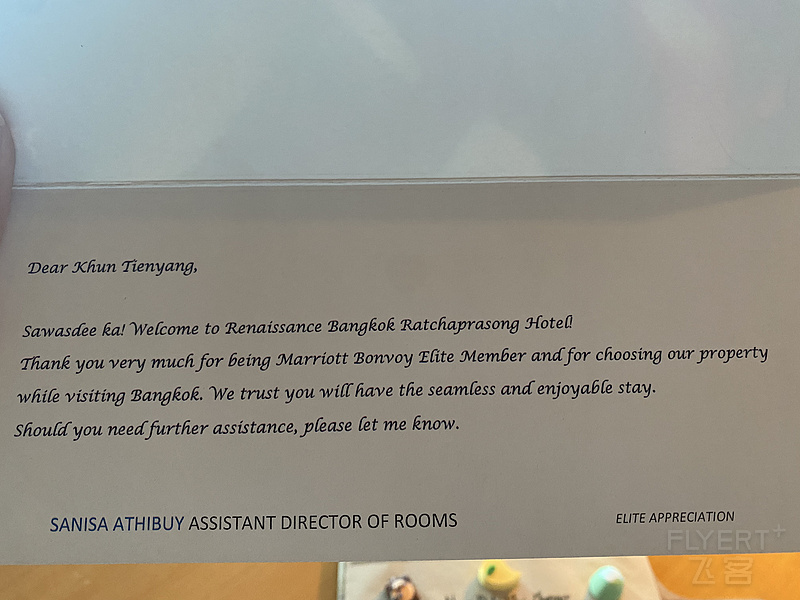 Dear Khun Tienyang,
Sawasdee ka! Welcome to Renaissance Bangkok Ratchaprasong Hotel!
Thank you very much for being Marriott Bonvoy Elite Member and for choosing our property
while visiting Bangkok. We trust you will have the seamless and enjoyable stay.
Should you need further assistance, please let me know.
SANISA ATHIBUY ASSISTANT DIRECTOR OF ROOMS
ELITE APPRECIATION
FLYERT+
飞客